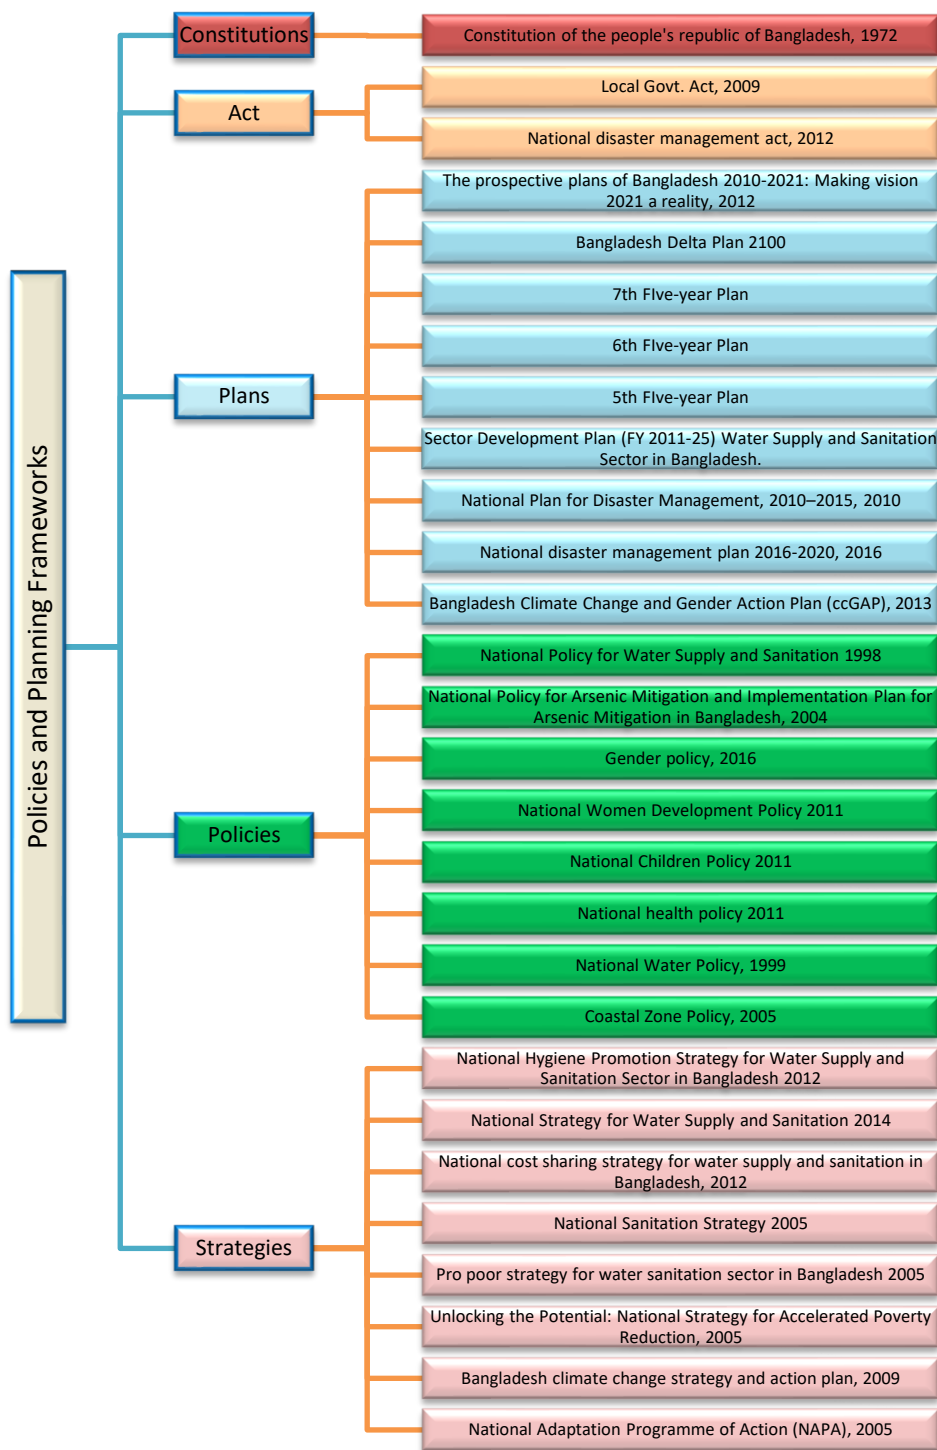 Policies and Planning Frameworks
Constitutions
Constitution of the people's republic of Bangladesh, 1972
Act
Local Govt. Act, 2009
National disaster management act, 2012
Plans
The prospective plans of Bangladesh 2010-2021: Making vision
2021 a reality, 2012
Bangladesh Delta Plan 2100
7th FIve-year Plan
6th FIve-year Plan
5th FIve-year Plan
Sector Development Plan (FY 2011-25) Water Supply and Sanitation
Sector in Bangladesh.
National Plan for Disaster Management, 2010–2015, 2010
National disaster management plan 2016-2020, 2016
Bangladesh Climate Change and Gender Action Plan (ccGAP), 2013
Policies
National Policy for Water Supply and Sanitation 1998
National Policy for Arsenic Mitigation and Implementation Plan for
Arsenic Mitigation in Bangladesh, 2004
Gender policy, 2016
National Women Development Policy 2011
National Children Policy 2011
National health policy 2011
National Water Policy, 1999
Coastal Zone Policy, 2005
Strategies
National Hygiene Promotion Strategy for Water Supply and
Sanitation Sector in Bangladesh 2012
National Strategy for Water Supply and Sanitation 2014
National cost sharing strategy for water supply and sanitation in
Bangladesh, 2012
National Sanitation Strategy 2005
Pro poor strategy for water sanitation sector in Bangladesh 2005
Unlocking the Potential: National Strategy for Accelerated Poverty
Reduction, 2005
Bangladesh climate change strategy and action plan, 2009
National Adaptation Programme of Action (NAPA), 2005